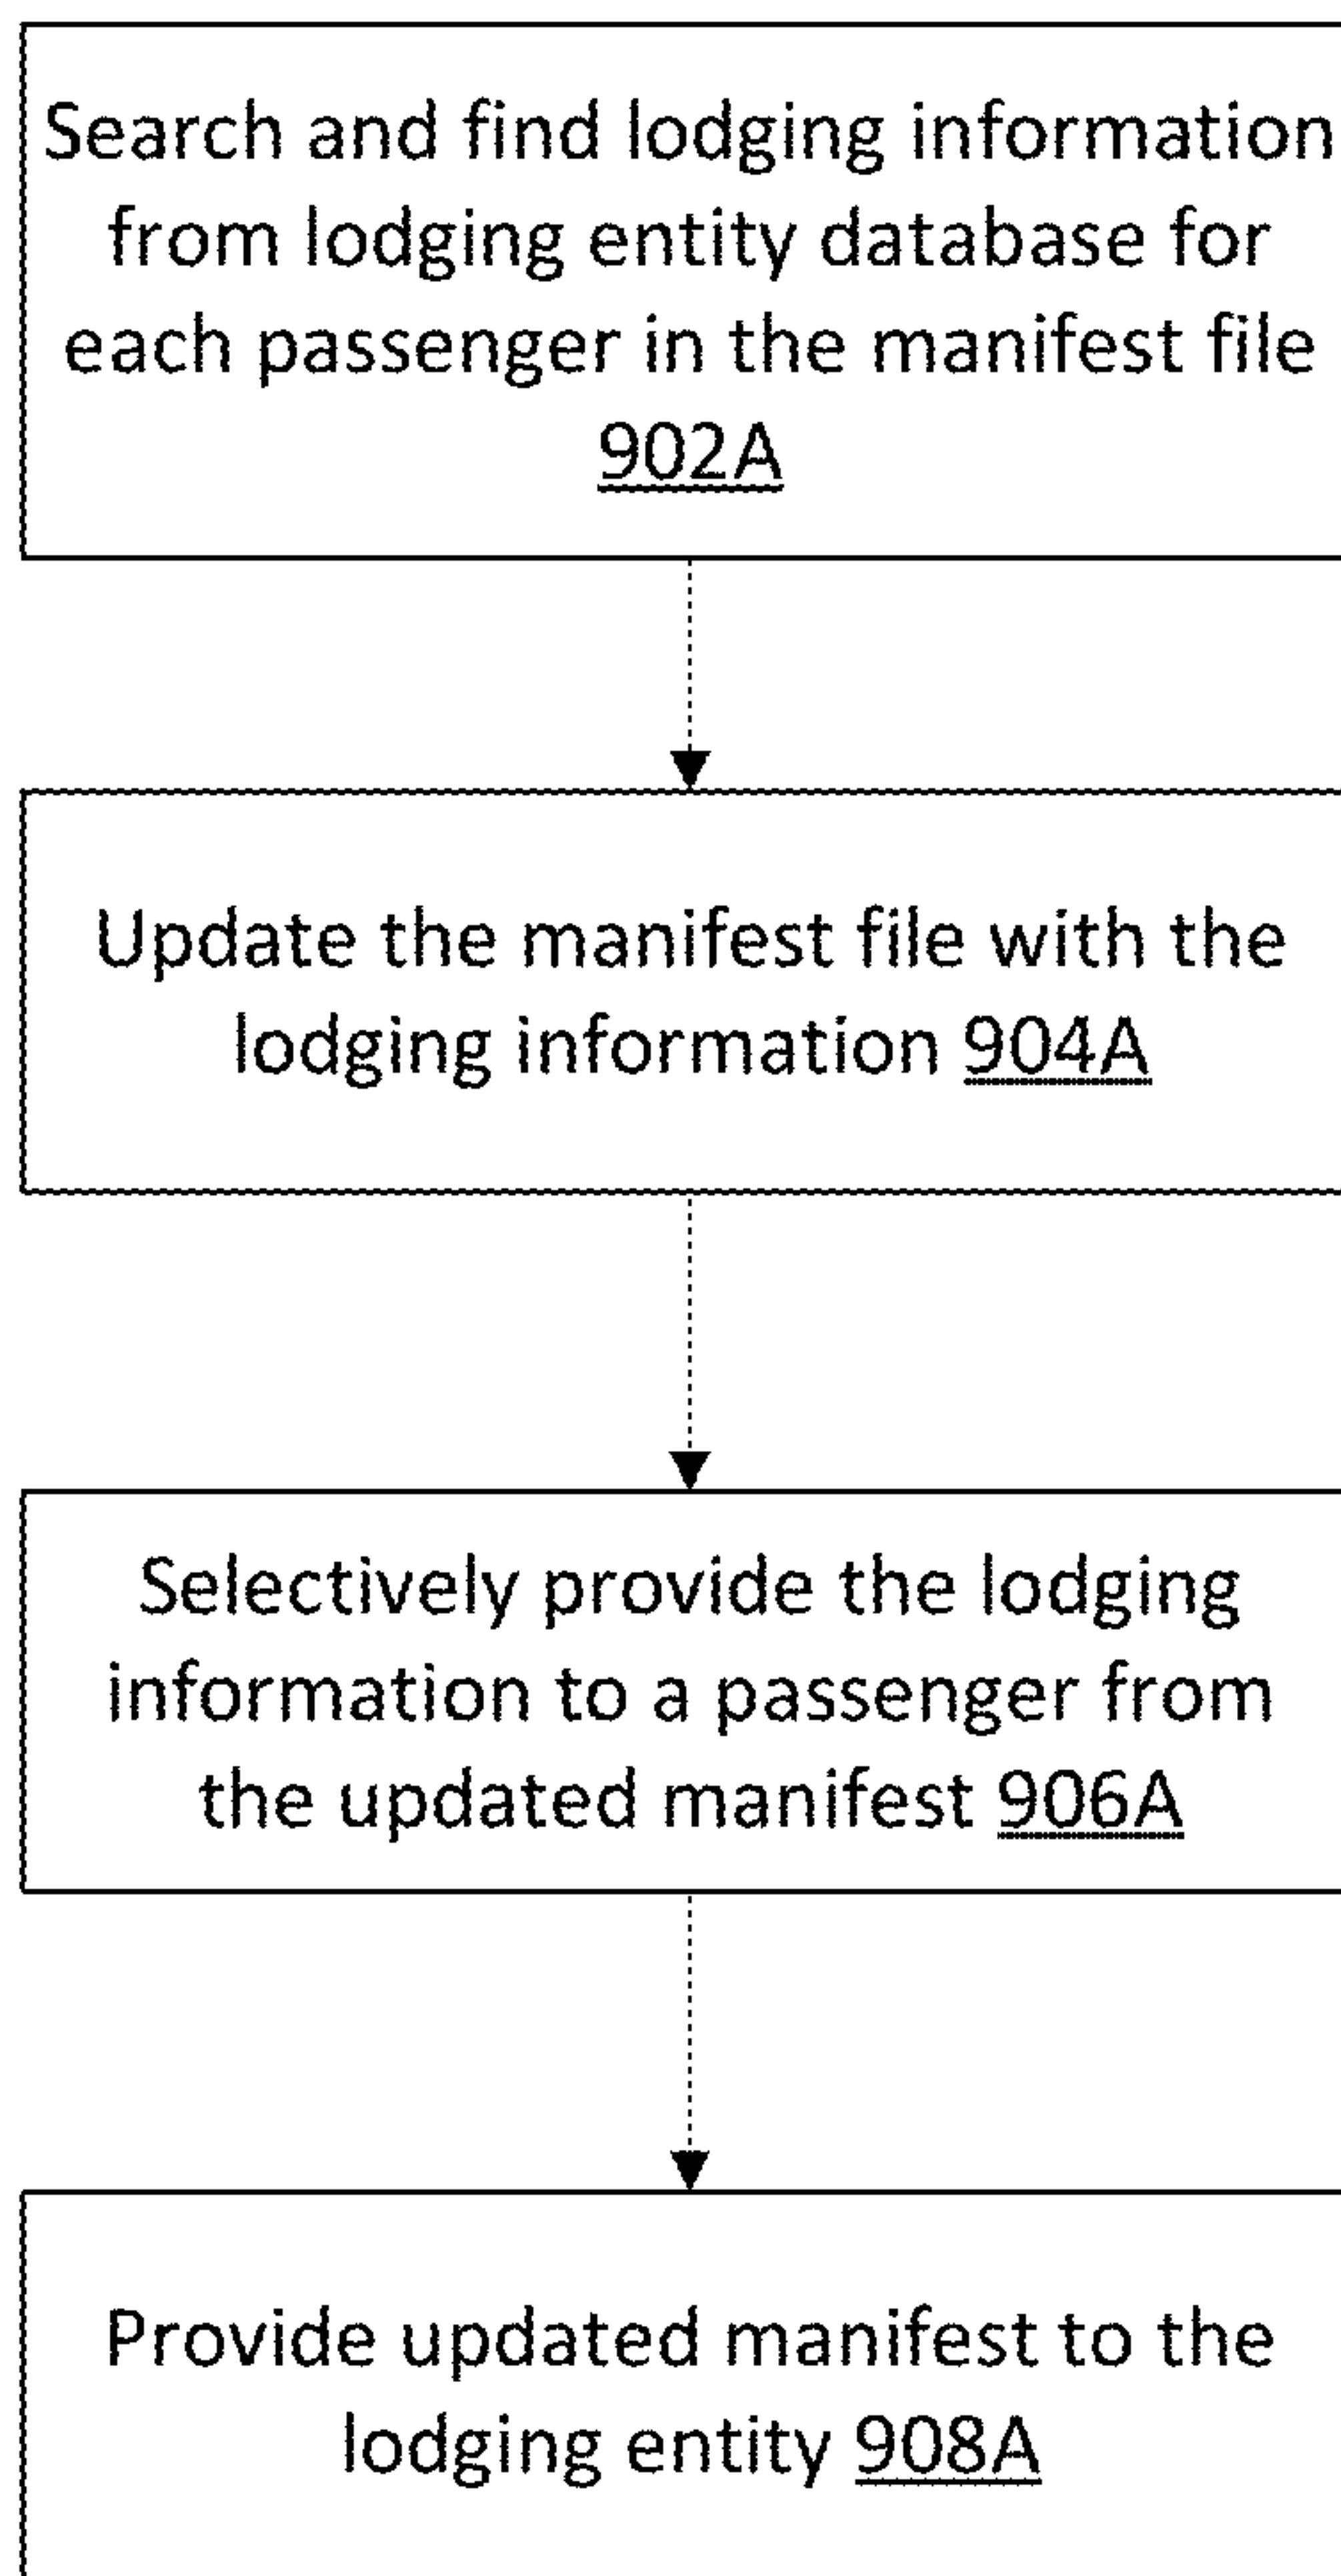 Search and find lodging information
from lodging entity database for
each passenger in the manifest file
902A
Update the manifest file with the
lodging information 904A
Selectively provide the lodging
information to a passenger from
the updated manifest 906A
Provide updated manifest to the
lodging entity 908A